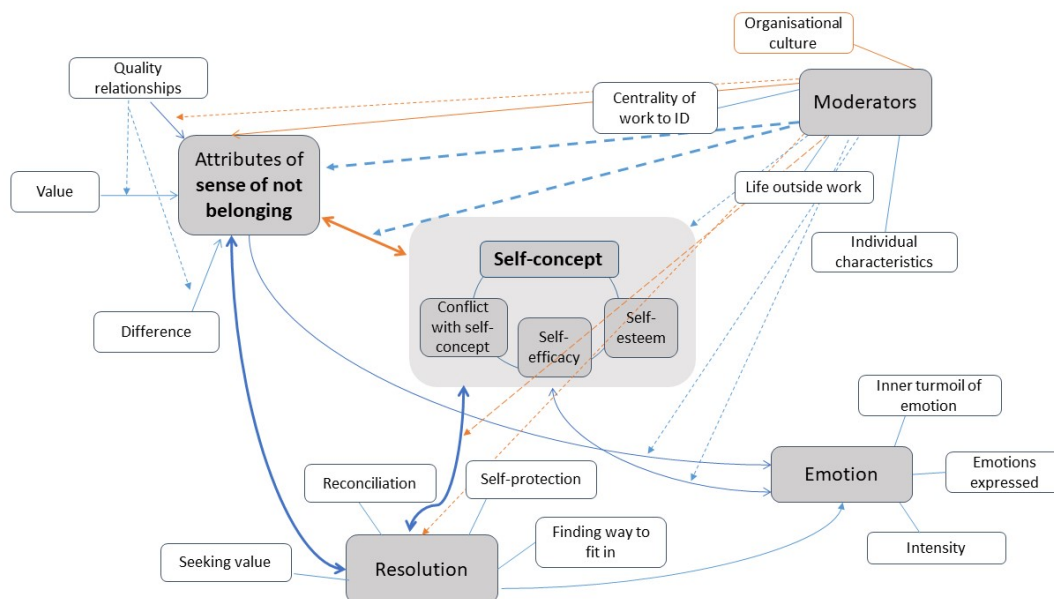 Organisational
culture
Quality
relationships
Centrality of
work to ID
Moderators
Attributes of
sense of not
belonging
Value
Life outside work
Individual
characteristics
Self-concept
Conflict
with self-
concept
Self-
efficacy
Self-
esteem
Difference
Inner turmoil of
emotion
Emotion
Emotions
expressed
Intensity
Reconciliation
Self-protection
Seeking value
Resolution
Finding way to
fit in